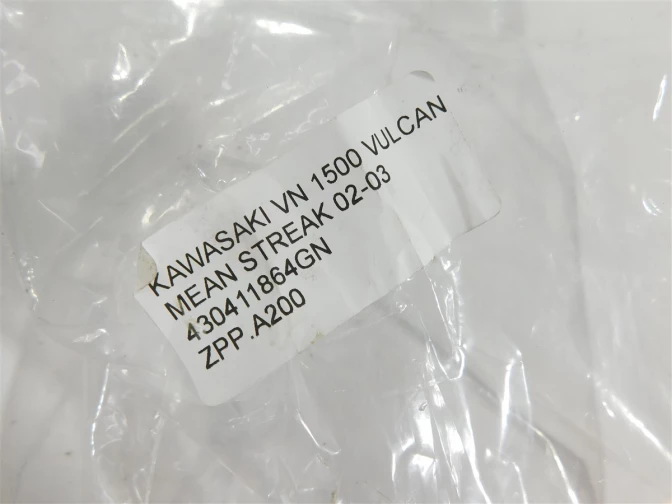 KAWASAKI VN 1500 VULCAN
MEAN STREAK 02-03
430411864GN
ZPP .A200